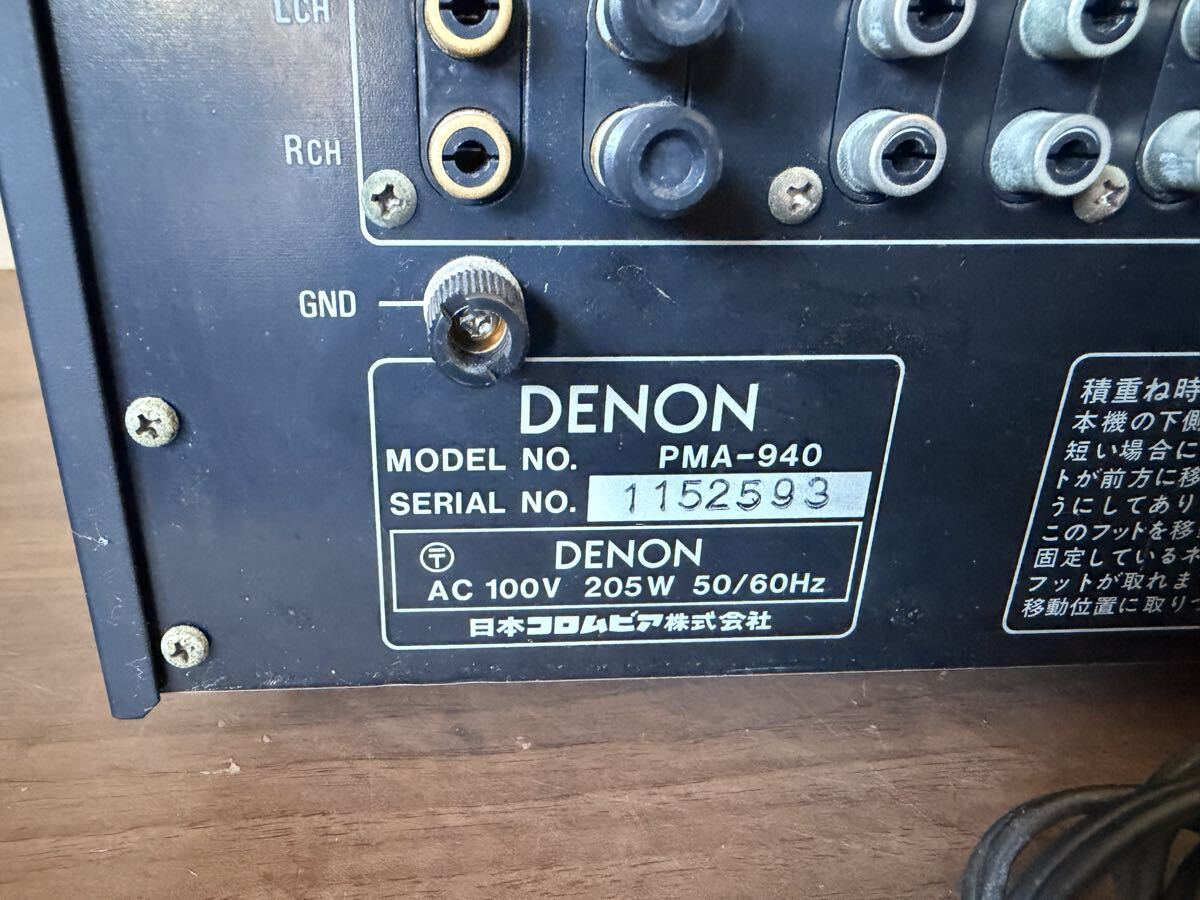 LCH
RCH
GND
DENON
MODEL NO. PMA-940
SERIAL NO. 1152593
〒 DENON
AC 100V 205W 50/60Hz
日本コロムビア株式会社
積重ね時
本機の下側
短い場合に
トが前方に移
うにしてあり
このフットを移
固定しているネ
フットが取れま
移動位置に取り